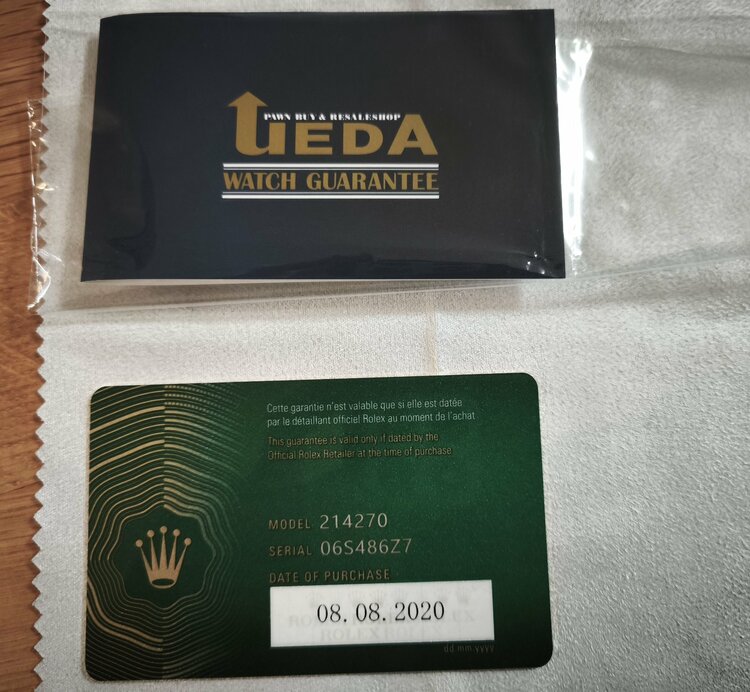 PAWN BUY & RESALESHOP
UEDA
WATCH GUARANTEE
Cette garantie n'est valable que si elle est datée
par le détaillant officiel Rolex au moment de l'achat
This guarantee is valid only if dated by the
Official Rolex Retailer at the time of purchase
MODEL 214270
SERIAL 06S486Z7
DATE OF PURCHASE
08.08.2020
ROLEX
dd mm yyyy